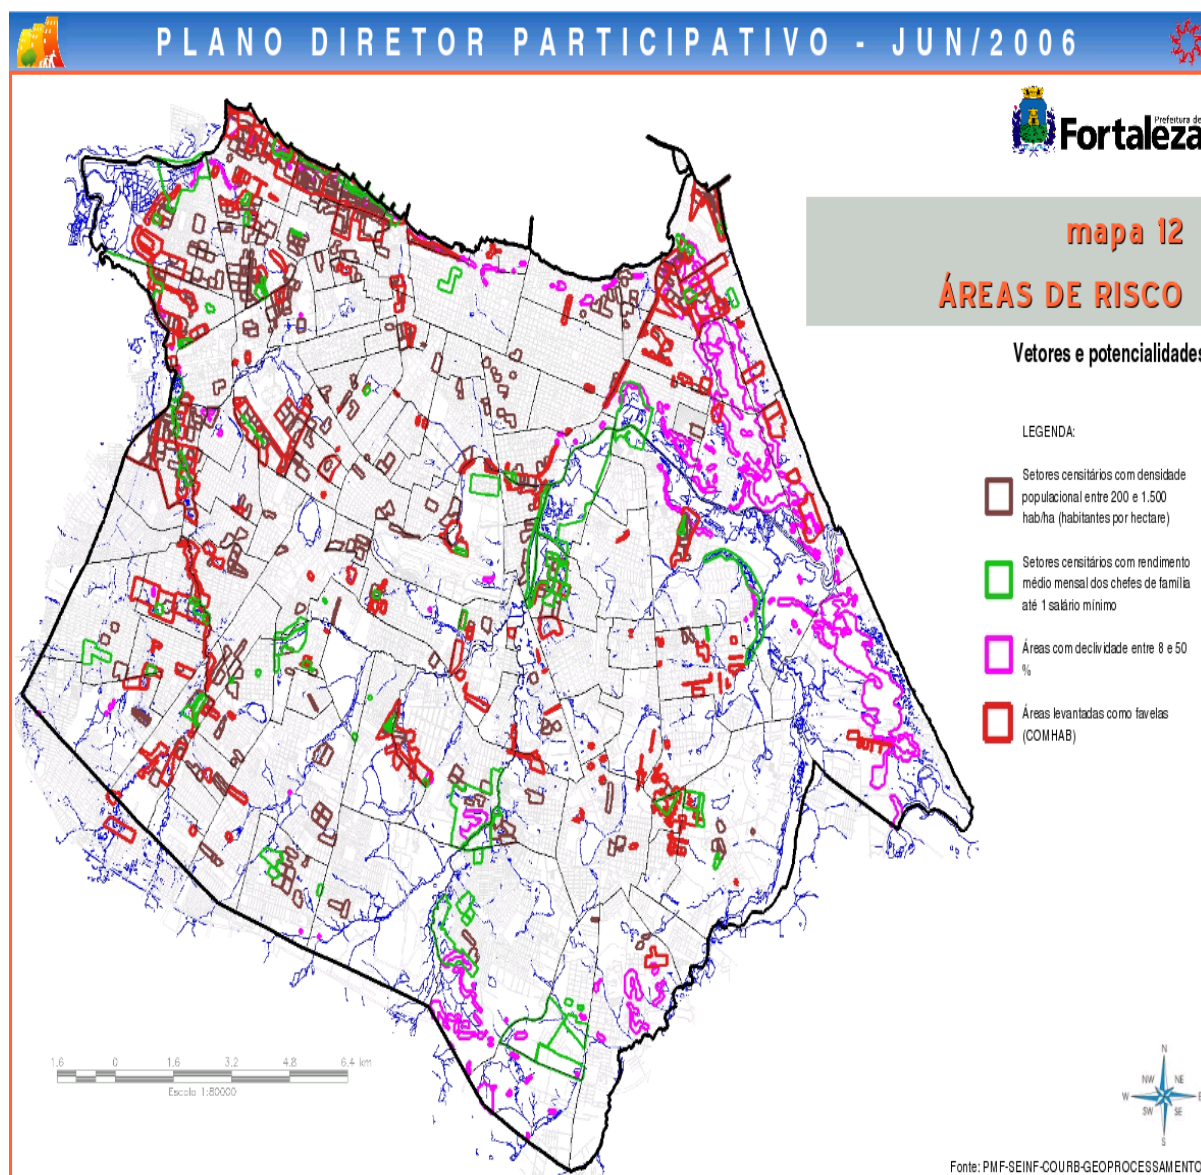 PLANO DIRETOR PARTICIPATIVO - JUN/2006
Prefeitura de
Fortaleza
mapa 12
ÁREAS DE RISCO
Vetores e potencialidades
LEGENDA:
Setores censitários com densidade
populacional entre 200 e 1.500
hab/ha (habitantes por hectare)
Setores censitários com rendimento
médio mensal dos chefes de família
até 1 salário mínimo
Áreas com declividade entre 8 e 50
%
Áreas levantadas como favelas
(COMHAB)
1.6 0 1.6 3.2 4.8 6.4 km
Escala 1:80000
N
NW NE
W E
SW SE
S
Fonte: PMF-SEINF-COURB-GEOPROCESSAMENTO